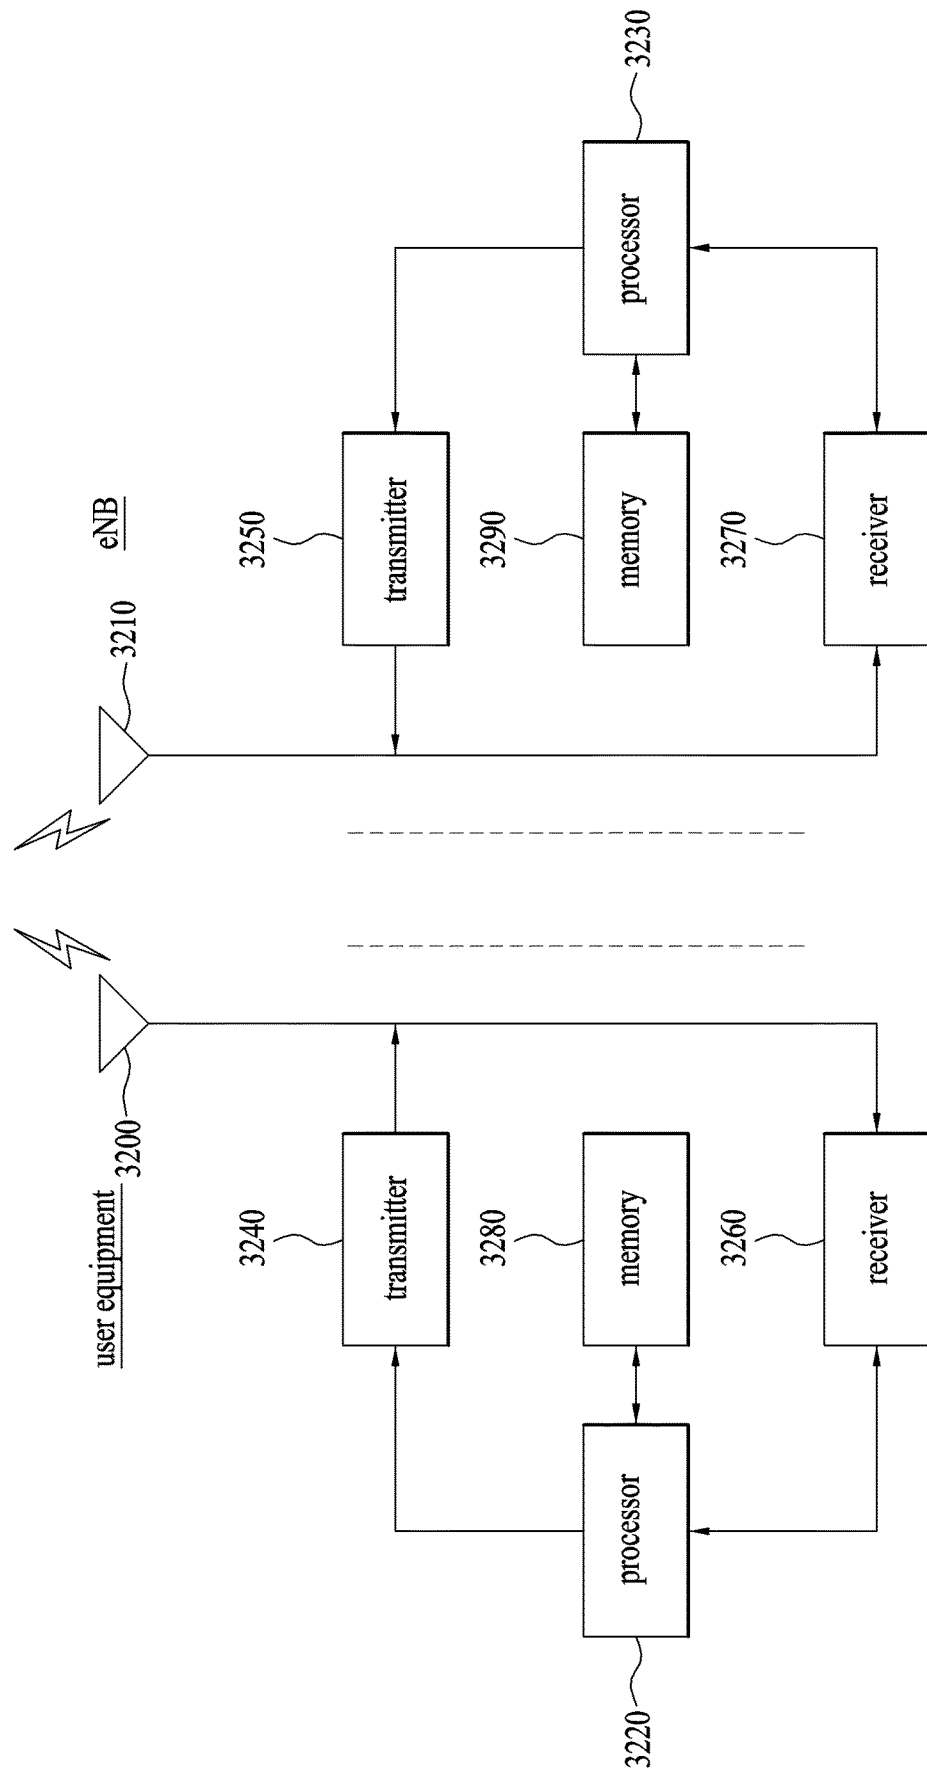 user equipment
eNB
3200
3210
3240
transmitter
3250
transmitter
3220
processor
3280
memory
3290
memory
processor
3230
3260
receiver
3270
receiver